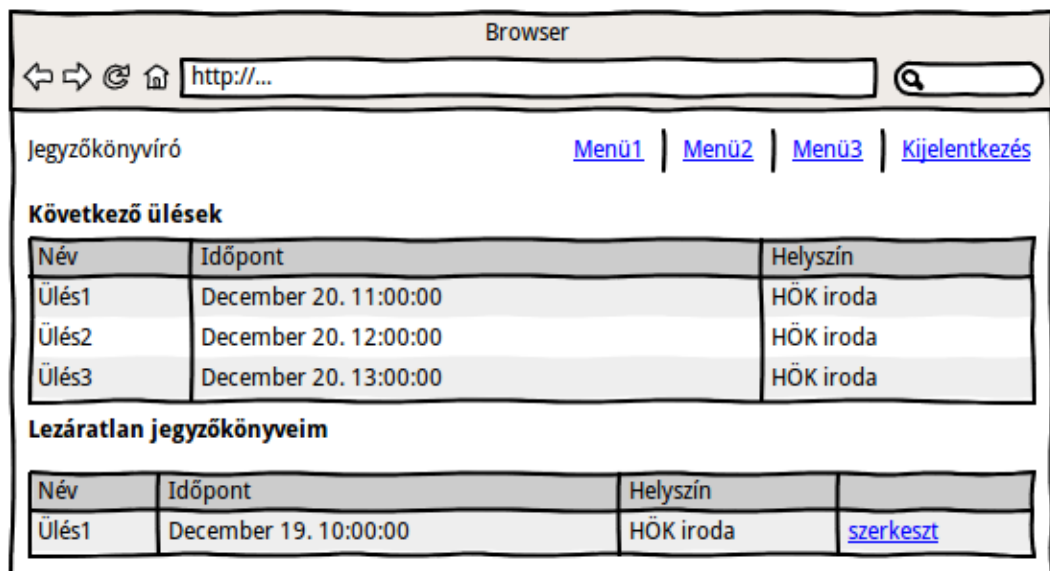 Browser
http://...
Jegyzőkönyvíró Menü1 Menü2 Menü3 Kijelentkezés
Következő ülések
Név Időpont Helyszín
Ülés1 December 20. 11:00:00 HÖK iroda
Ülés2 December 20. 12:00:00 HÖK iroda
Ülés3 December 20. 13:00:00 HÖK iroda
Lezáratlan jegyzőkönyveim
Név Időpont Helyszín
Ülés1 December 19. 10:00:00 HÖK iroda szerkeszt